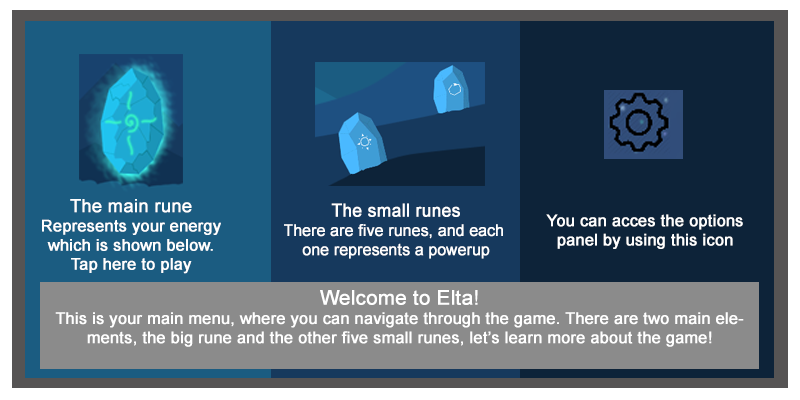 The main rune
Represents your energy
which is shown below.
Tap here to play
The small runes
There are five runes, and each
one represents a powerup
You can acces the options
panel by using this icon
Welcome to Elta!
This is your main menu, where you can navigate through the game. There are two main ele-
ments, the big rune and the other five small runes, let's learn more about the game!